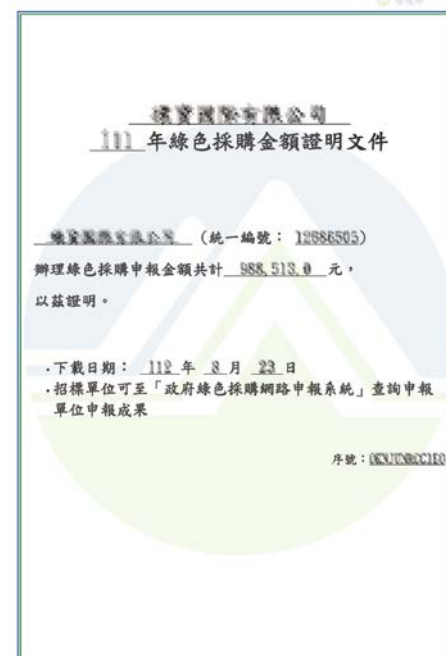 111 年綠色採購金額證明文件
(統一編號: 12686505)
辦理綠色採購申報金額共計 988,513.0 元,
以茲證明。
·下載日期: 112 年 8 月 23 日
·招標單位可至「政府綠色採購網路申報系統」查詢申報
單位申報成果
序號: